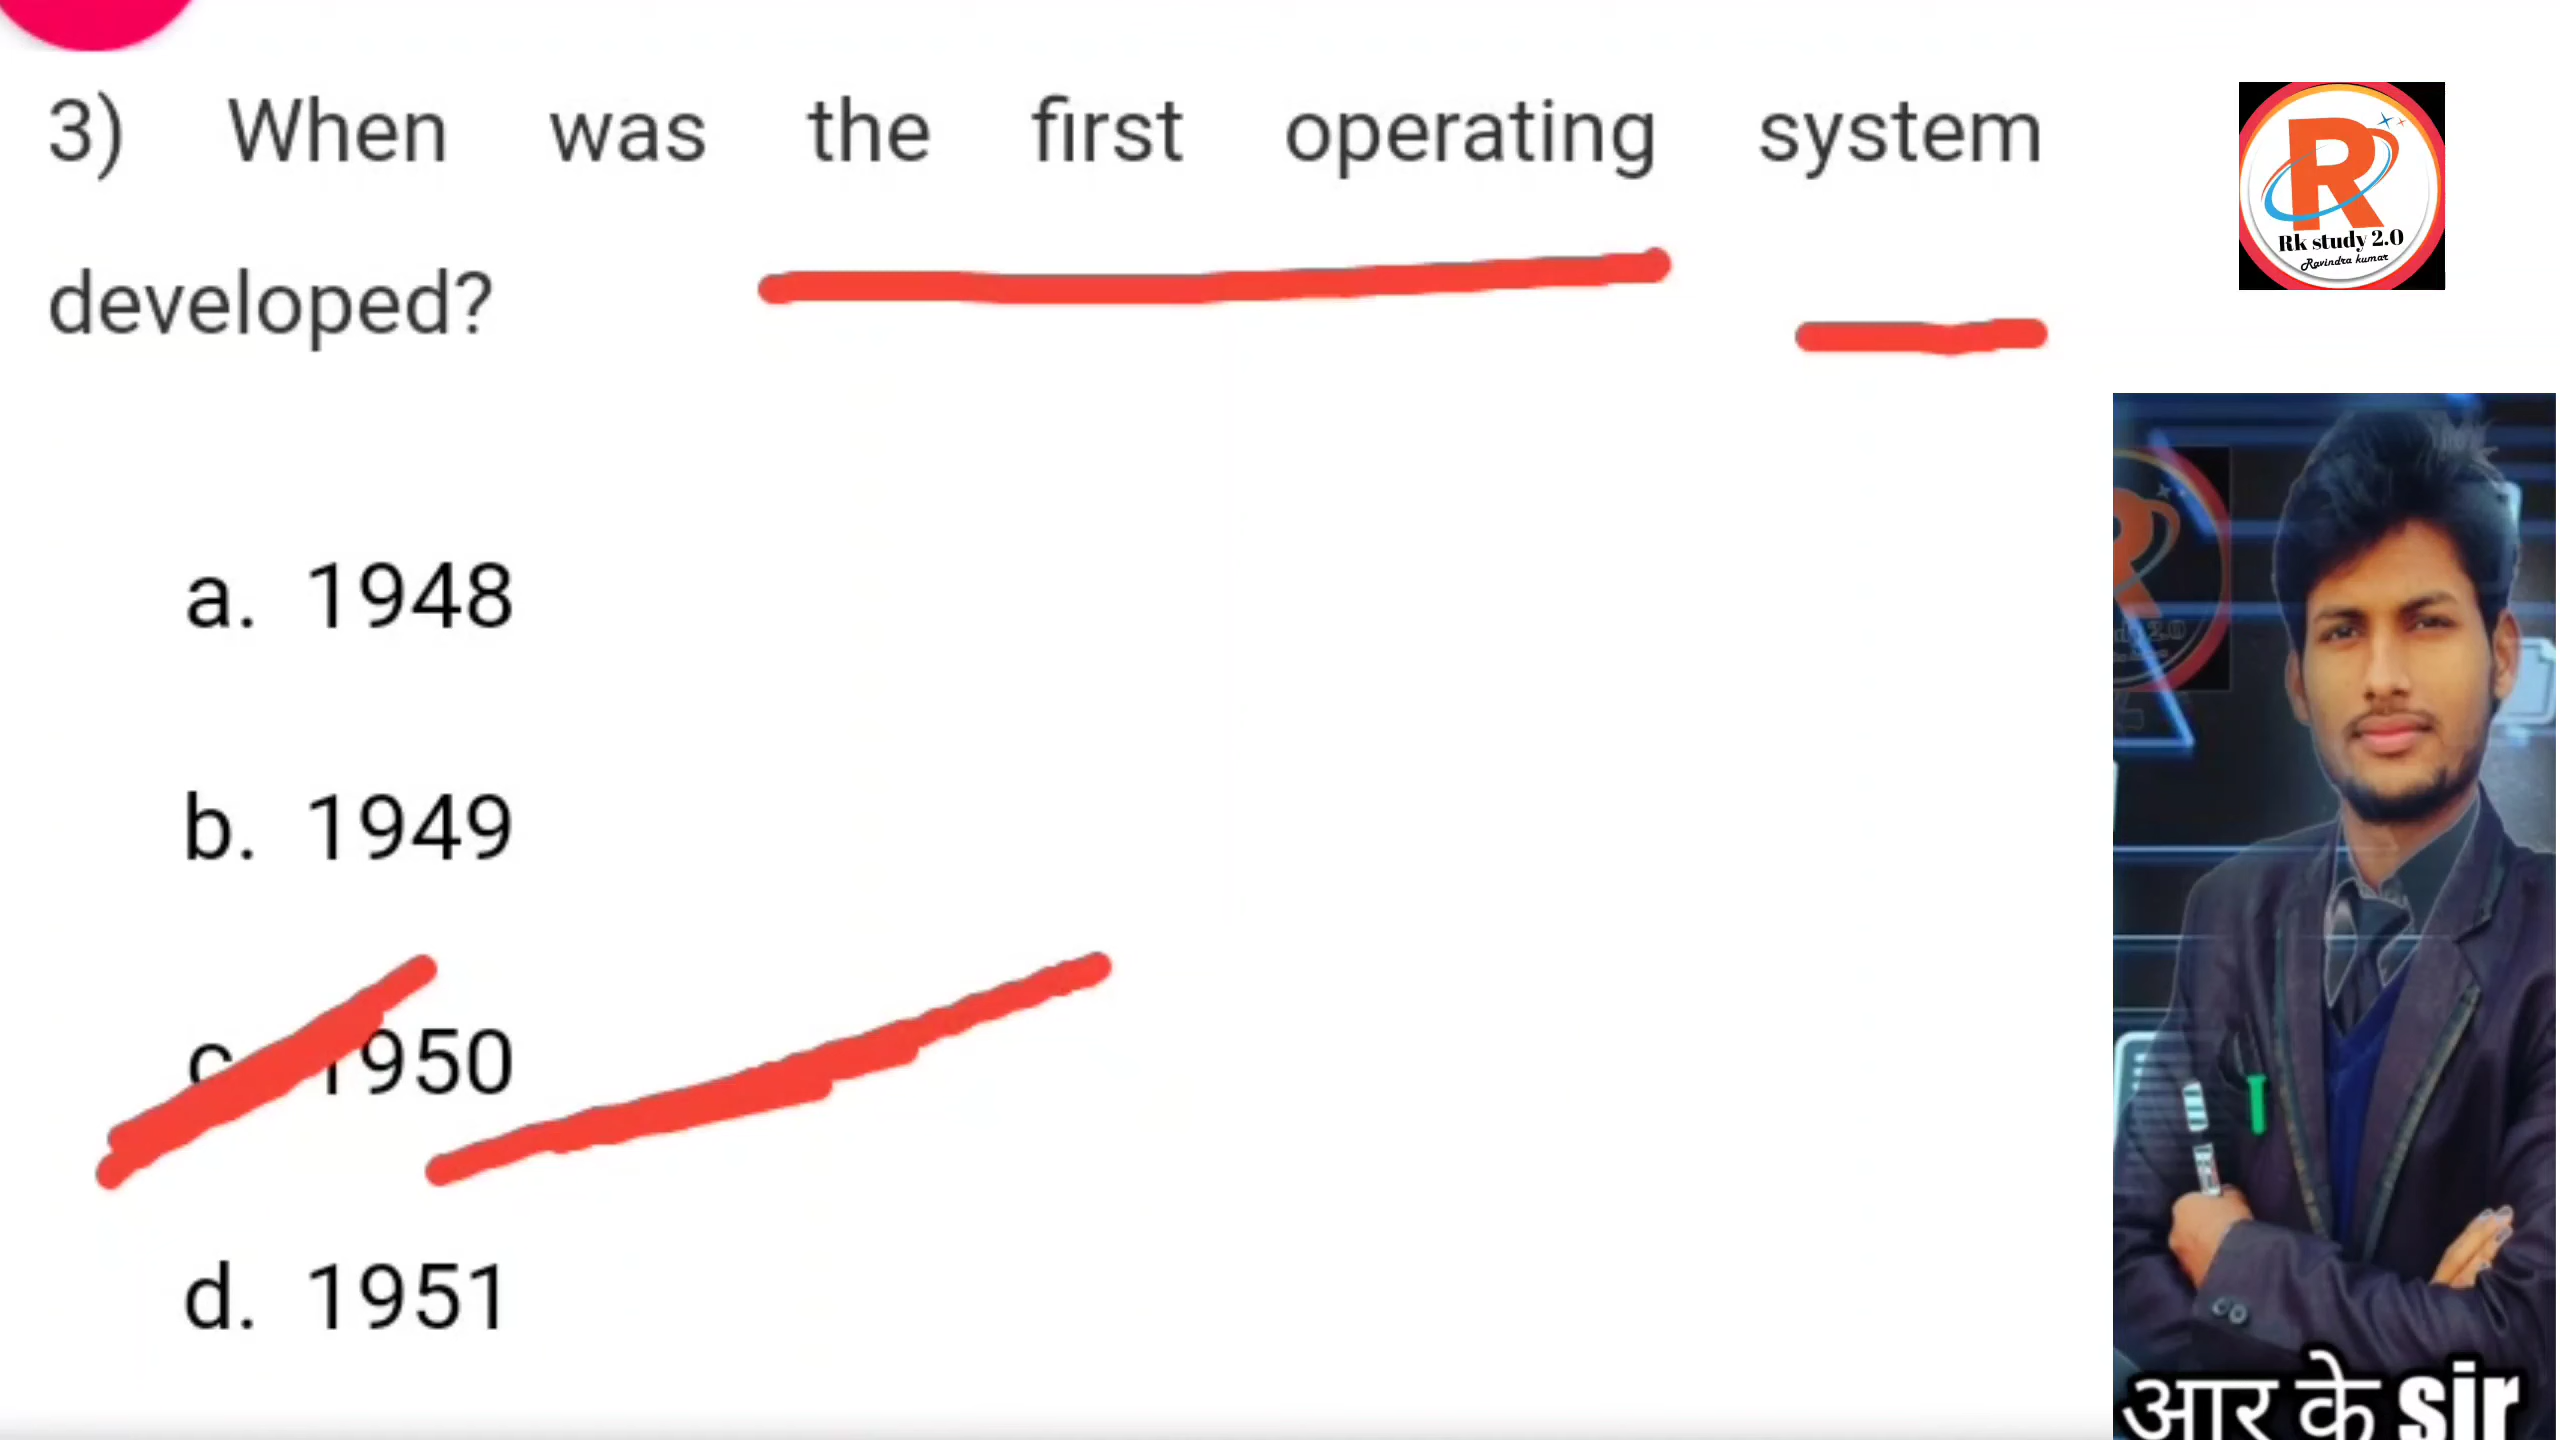 3) When was the first operating system
developed?
a. 1948
b. 1949
c. 1950
d. 1951
R
Rk study 2.0
Ravindra kumar
आर के sir